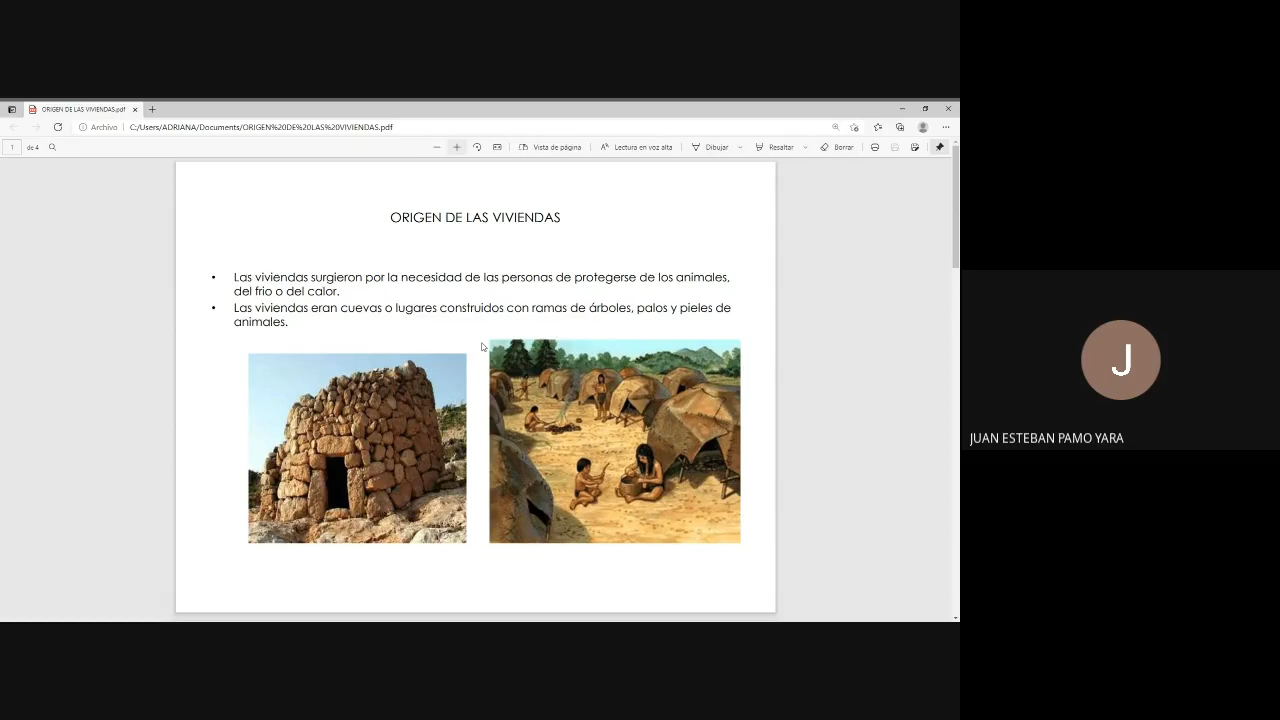 ORIGEN DE LAS VIVIENDAS.pdf
Archivo
C:/Users/ADRIANA/Documents/ORIGEN%20DE%20LAS%20VIVIENDAS.pdf
1 de 4
Vista de página
Lectura en voz alta
Dibujar
Resaltar
Borrar
ORIGEN DE LAS VIVIENDAS
• Las viviendas surgieron por la necesidad de las personas de protegerse de los animales,
del frio o del calor.
• Las viviendas eran cuevas o lugares construidos con ramas de árboles, palos y pieles de
animales.
J
JUAN ESTEBAN PAMO YARA